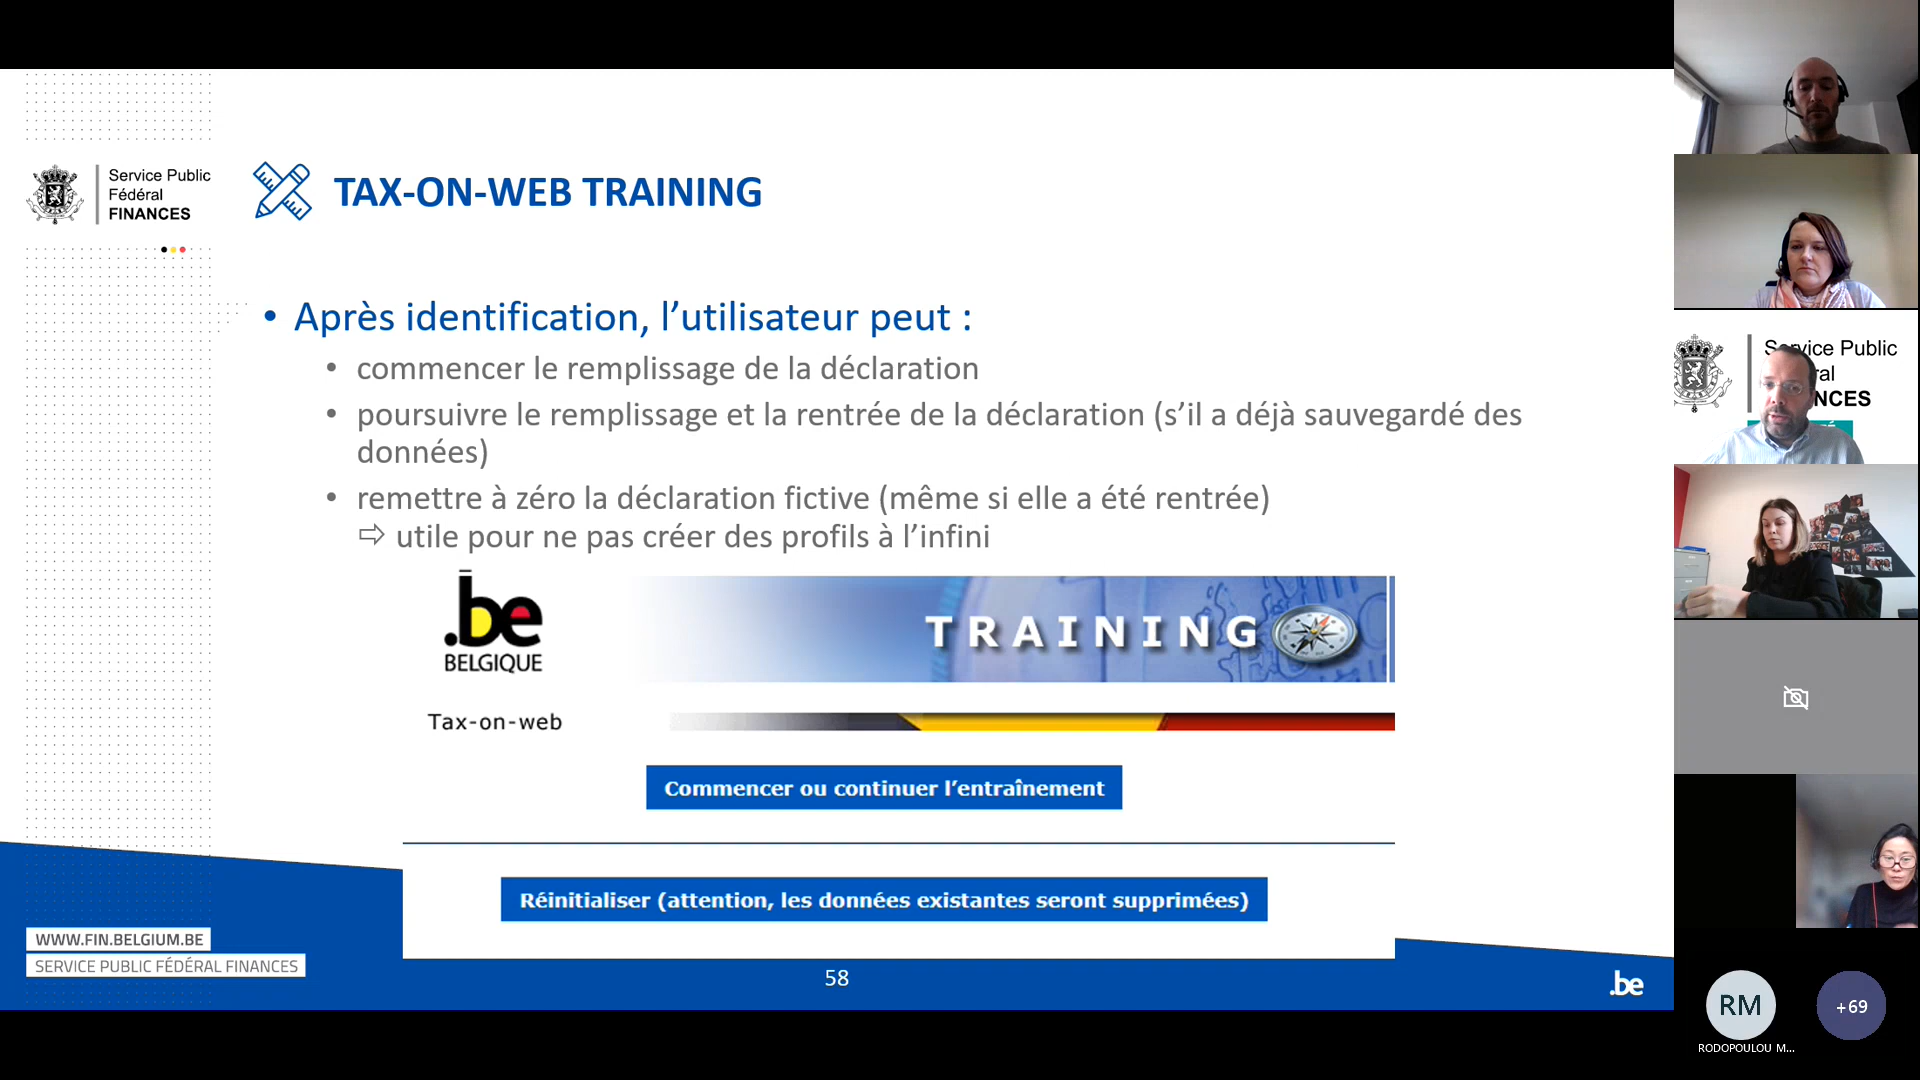 Service Public
Fédéral
FINANCES
TAX-ON-WEB TRAINING
• Après identification, l’utilisateur peut :
• commencer le remplissage de la déclaration
• poursuivre le remplissage et la rentrée de la déclaration (s’il a déjà sauvegardé des
données)
• remettre à zéro la déclaration fictive (même si elle a été rentrée)
⇨ utile pour ne pas créer des profils à l’infini
.be
BELGIQUE
TRAINING
Tax-on-web
Commencer ou continuer l’entraînement
Réinitialiser (attention, les données existantes seront supprimées)
WWW.FIN.BELGIUM.BE
SERVICE PUBLIC FÉDÉRAL FINANCES
58
.be
Service Public
ral
NCES
RM
+69
RODOPOULOU M...